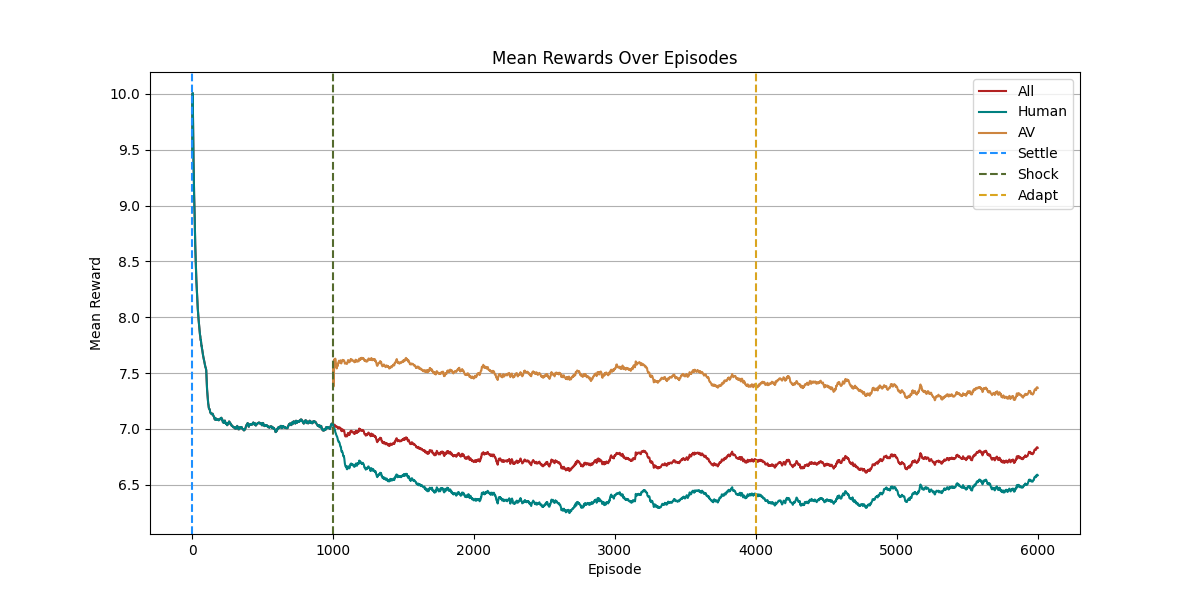 Mean Rewards Over Episodes
Mean Reward
10.0
9.5
9.0
8.5
8.0
7.5
7.0
6.5
All
Human
AV
Settle
Shock
Adapt
0
1000
2000
3000
4000
5000
6000
Episode